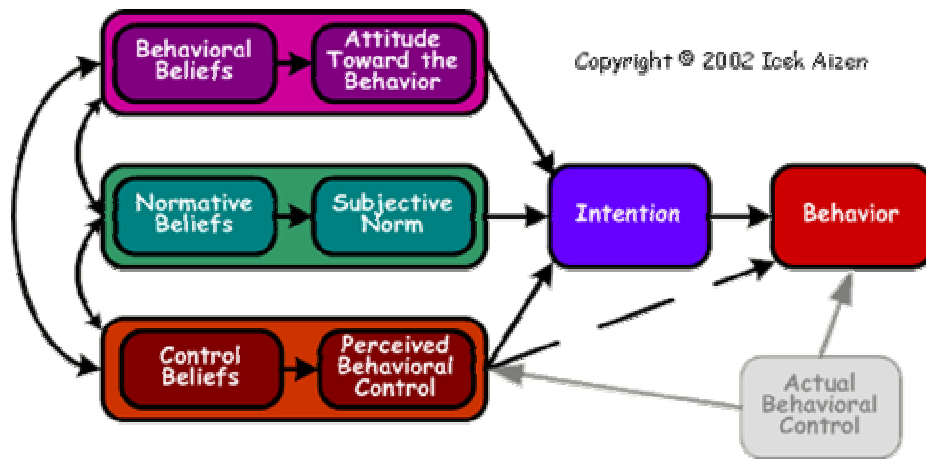 Behavioral
Beliefs
Attitude
Toward the
Behavior
Copyright © 2002 Icek Aizen
Normative
Beliefs
Subjective
Norm
Intention
Behavior
Control
Beliefs
Perceived
Behavioral
Control
Actual
Behavioral
Control